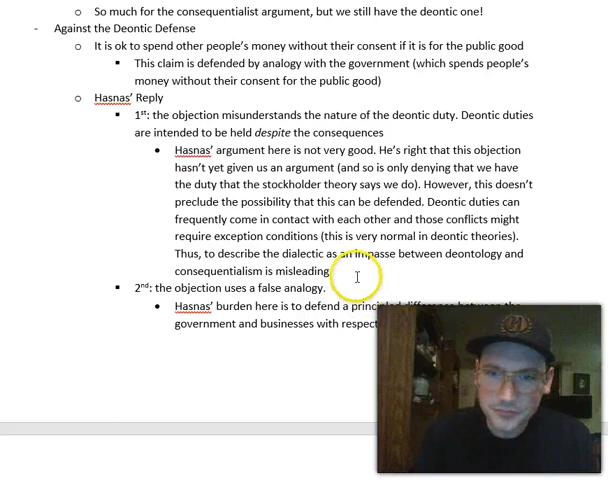 o So much for the consequentialist argument, but we still have the deontic one!
- Against the Deontic Defense
o It is ok to spend other people's money without their consent if it is for the public good
▪ This claim is defended by analogy with the government (which spends people's
money without their consent for the public good)
o Hasnas' Reply
▪ 1st: the objection misunderstands the nature of the deontic duty. Deontic duties
are intended to be held despite the consequences
• Hasnas' argument here is not very good. He's right that this objection
hasn't yet given us an argument (and so is only denying that we have
the duty that the stockholder theory says we do). However, this doesn't
preclude the possibility that this can be defended. Deontic duties can
frequently come in contact with each other and those conflicts might
require exception conditions (this is very normal in deontic theories).
Thus, to describe the dialectic as an impasse between deontology and
consequentialism is misleading
▪ 2nd: the objection uses a false analogy.
• Hasnas' burden here is to defend a principled difference between the
government and businesses with respect